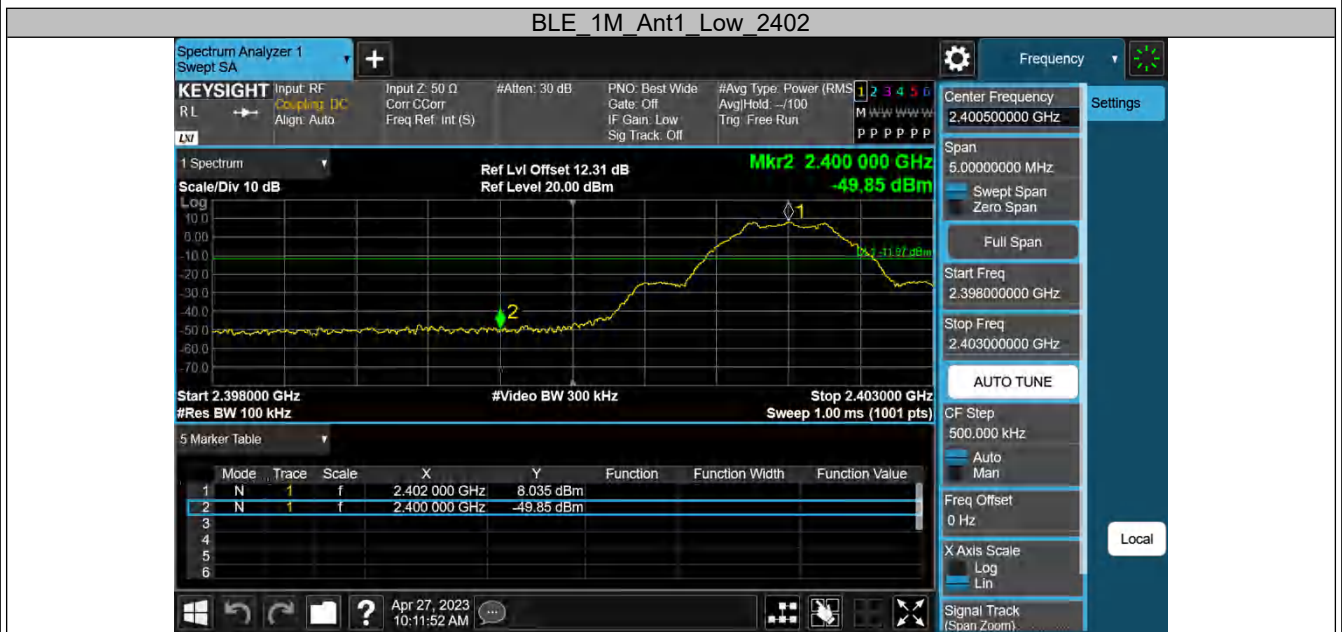 BLE_1M_Ant1_Low_2402
Spectrum Analyzer 1
Swept SA
Frequency
KEYSIGHT
R L
LXI
Input: RF
Coupling: DC
Align: Auto
Input Z: 50 Ω
Corr CCorr
Freq Ref: Int (S)
#Atten: 30 dB
PNO: Best Wide
Gate: Off
IF Gain: Low
Sig Track: Off
#Avg Type: Power (RMS
Avg|Hold: --/100
Trig: Free Run
1 2 3 4 5 6
M W W W W W
P P P P P P
1 Spectrum
Scale/Div 10 dB
Ref Lvl Offset 12.31 dB
Ref Level 20.00 dBm
Mkr2 2.400 000 GHz
-49.85 dBm
Log
10.0
0.00
-10.0
-20.0
-30.0
-40.0
-50.0
-60.0
-70.0
1
2
DL1 -11.97 dBm
Start 2.398000 GHz
#Video BW 300 kHz
Stop 2.403000 GHz
#Res BW 100 kHz
Sweep 1.00 ms (1001 pts)
5 Marker Table
Mode Trace Scale X Y Function Function Width Function Value
1 N 1 f 2.402 000 GHz 8.035 dBm
2 N 1 f 2.400 000 GHz -49.85 dBm
3
4
5
6
Apr 27, 2023
10:11:52 AM
Center Frequency
2.400500000 GHz
Settings
Span
5.00000000 MHz
Swept Span
Zero Span
Full Span
Start Freq
2.398000000 GHz
Stop Freq
2.403000000 GHz
AUTO TUNE
CF Step
500.000 kHz
Auto
Man
Freq Offset
0 Hz
X Axis Scale
Log
Lin
Signal Track
(Span Zoom)
Local